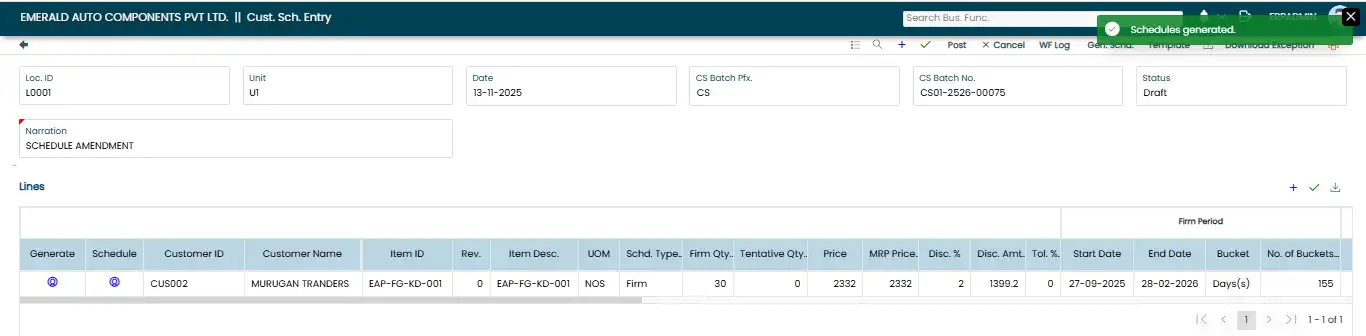 EMERALD AUTO COMPONENTS PVT LTD. || Cust. Sch. Entry
Search Bus. Func.
ERPADMIN
Schedules generated.
Post Cancel WF Log Gen. Schd. Template Download Exception
Loc. ID Unit Date CS Batch Pfx. CS Batch No. Status
L0001 U1 13-11-2025 CS CS01-2526-00075 Draft
Narration
SCHEDULE AMENDMENT
Lines
Firm Period
Generate Schedule Customer ID Customer Name Item ID Rev. Item Desc. UOM Schd. Type.. Firm Qty.. Tentative Qty.. Price MRP Price.. Disc. % Disc. Amt.. Tol. %.. Start Date End Date Bucket No. of Buckets...
CUS002 MURUGAN TRANDERS EAP-FG-KD-001 0 EAP-FG-KD-001 NOS Firm 30 0 2332 2332 2 1399.2 0 27-09-2025 28-02-2026 Days(s) 155
1 1 - 1 of 1